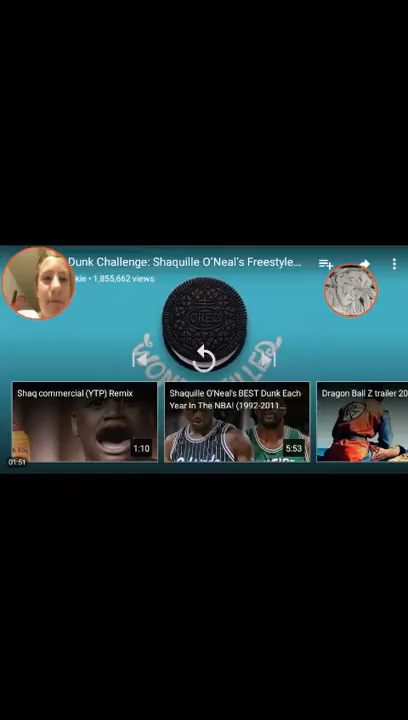 Dunk Challenge: Shaquille O'Neal's Freestyle...
kie • 1,855,662 views
OREO
WONDERFILLED
Shaq commercial (YTP) Remix
1:10
Shaquille O'Neal's BEST Dunk Each
Year In The NBA! (1992-2011...
5:53
Dragon Ball Z trailer 20
01:51